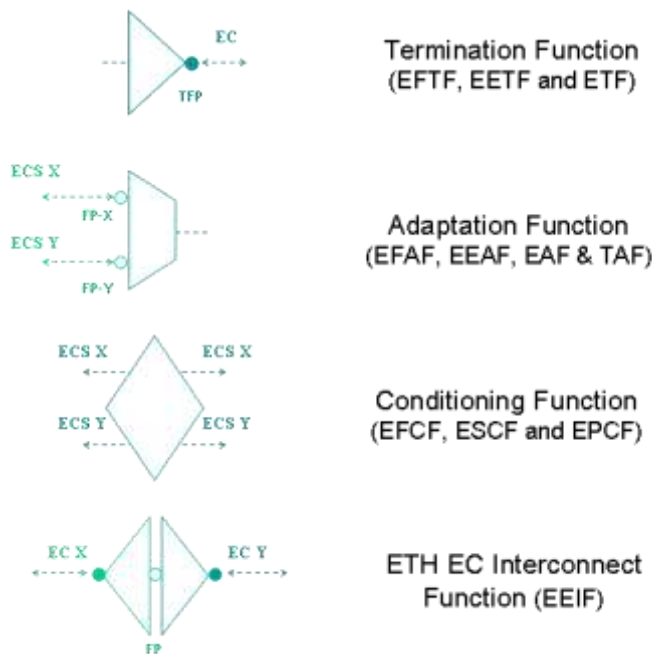 EC
TFP
Termination Function
(EFTF, EETF and ETF)
ECS X
FP-X
ECS Y
FP-Y
Adaptation Function
(EFAF, EEAF, EAF & TAF)
ECS X ECS X
ECS Y ECS Y
Conditioning Function
(EFCF, ESCF and EPCF)
EC X EC Y
FP
ETH EC Interconnect
Function (EEIF)